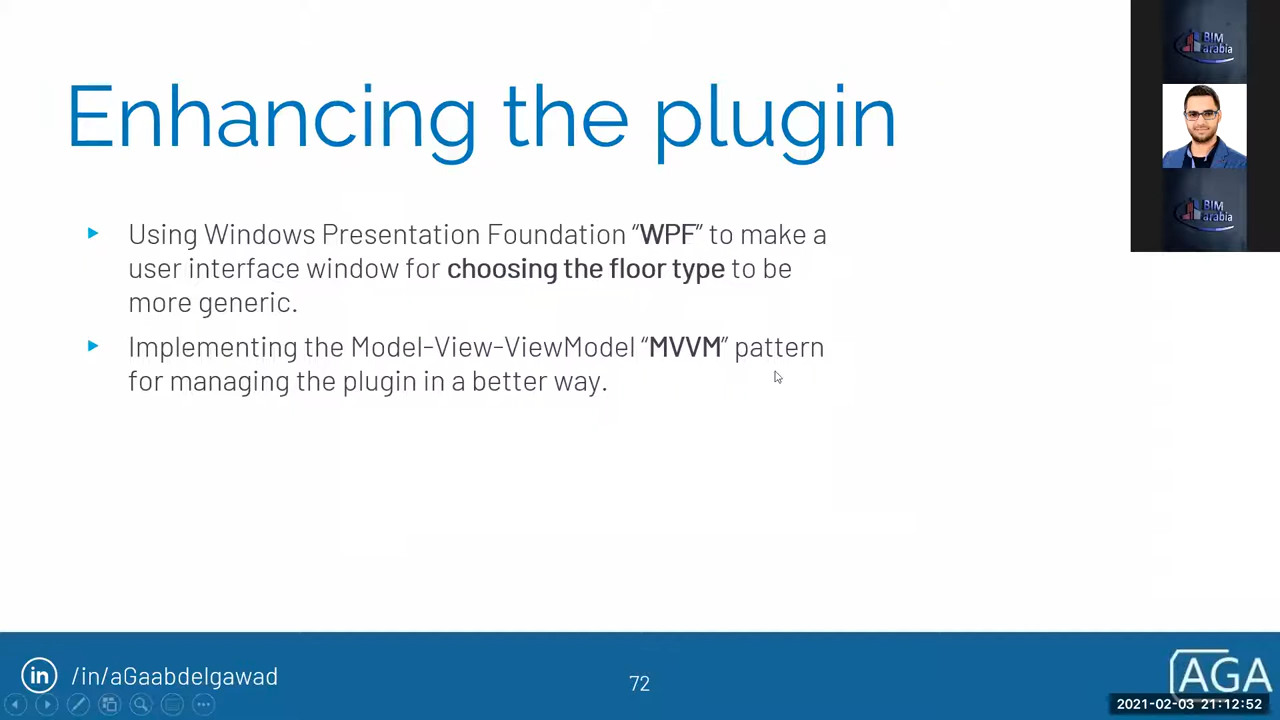 Enhancing the plugin
Using Windows Presentation Foundation “WPF” to make a
user interface window for choosing the floor type to be
more generic.
Implementing the Model-View-ViewModel “MVVM” pattern
for managing the plugin in a better way.
BIM
arabia
BIM
arabia
in /in/aGaabdelgawad
72
AGA
2021-02-03 21:12:52